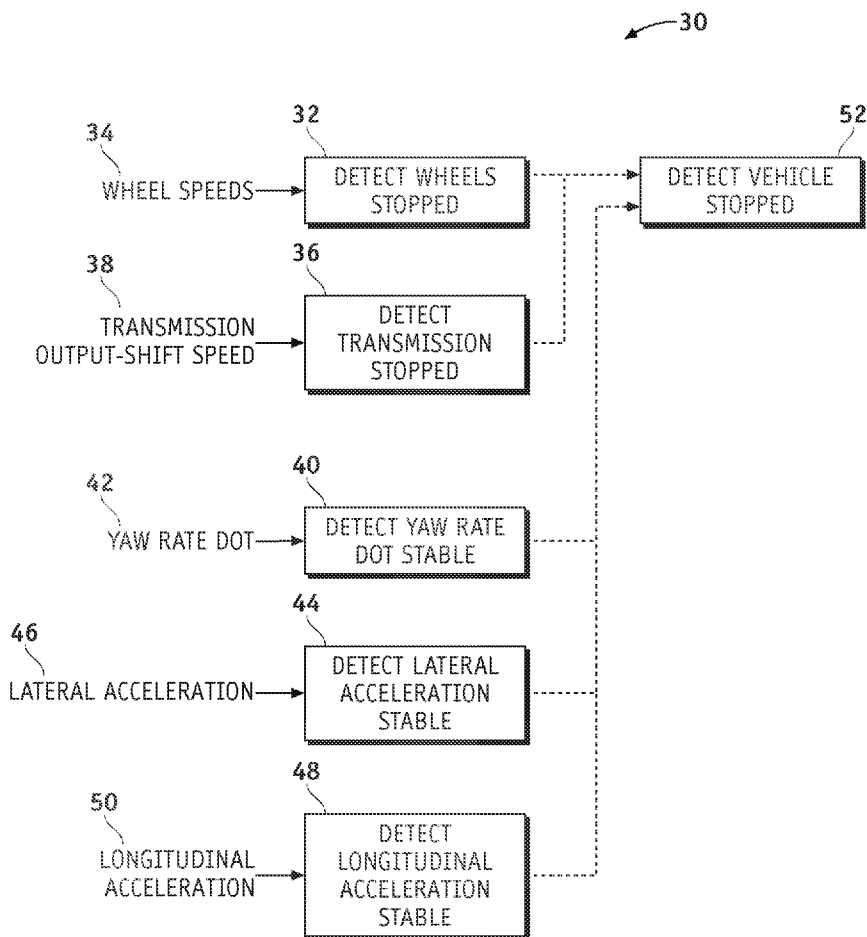 30
34
WHEEL SPEEDS
32
DETECT WHEELS
STOPPED
52
DETECT VEHICLE
STOPPED
38
TRANSMISSION
OUTPUT-SHIFT SPEED
36
DETECT
TRANSMISSION
STOPPED
42
YAW RATE DOT
40
DETECT YAW RATE
DOT STABLE
46
LATERAL ACCELERATION
44
DETECT LATERAL
ACCELERATION
STABLE
50
LONGITUDINAL
ACCELERATION
48
DETECT
LONGITUDINAL
ACCELERATION
STABLE